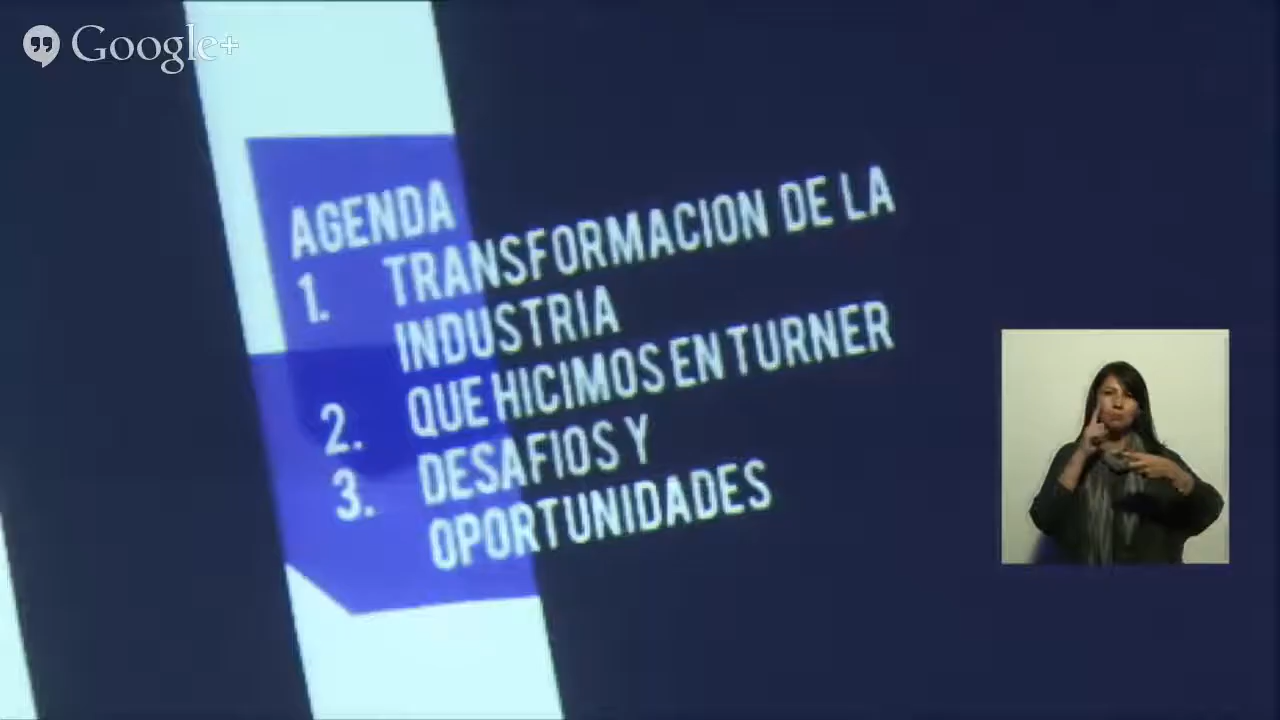 Google+
AGENDA
1. TRANSFORMACION DE LA
INDUSTRIA
2. QUE HICIMOS EN TURNER
3. DESAFIOS Y
OPORTUNIDADES